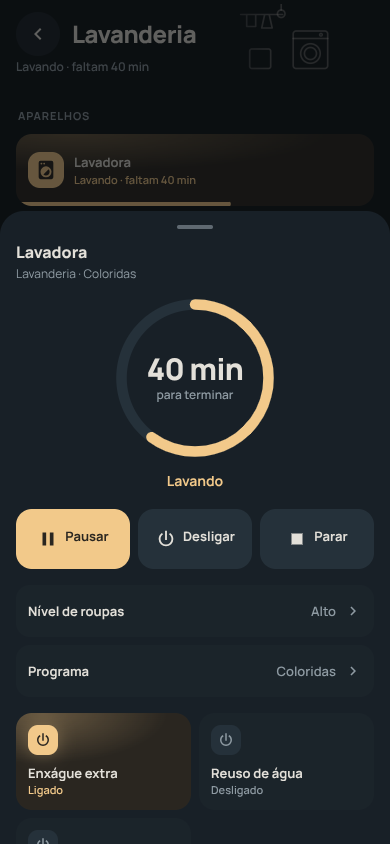 Lavanderia
Lavando · faltam 40 min
APARELHOS
Lavadora
Lavando · faltam 40 min
Lavadora
Lavanderia · Coloridas
40 min
para terminar
Lavando
Pausar
Desligar
Parar
Nível de roupas
Alto
Programa
Coloridas
Enxágue extra
Ligado
Reuso de água
Desligado